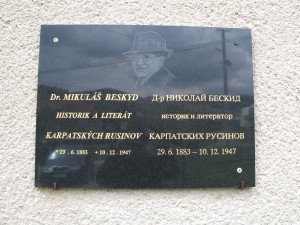 Dr. MIKULÁŠ BESKYD
HISTORIK A LITERÁT
KARPATSKÝCH RUSINOV
* 29. 6. 1883 + 10. 12. 1947
Д-р НИКОЛАЙ БЕСКИД
историк и литератор
КАРПАТСКИХ РУСИНОВ
29. 6. 1883 – 10. 12. 1947